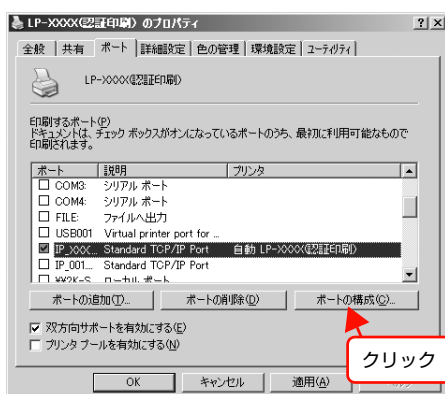 LP-XXXX(認証印刷) のプロパティ
全般 共有 ポート 詳細設定 色の管理 環境設定 ユーティリティ
LP-XXXX(認証印刷)
印刷するポート(P)
ドキュメントは、チェック ボックスがオンになっているポートのうち、最初に利用可能なもので
印刷されます。
ポート 説明 プリンタ
COM3: シリアル ポート
COM4: シリアル ポート
FILE: ファイルへ出力
USB001 Virtual printer port for ...
IP_XXX... Standard TCP/IP Port 自動 LP-XXXX(認証印刷)
IP_001... Standard TCP/IP Port
ポートの追加(T)... ポートの削除(D) ポートの構成(C)...
双方向サポートを有効にする(E)
プリンタ プールを有効にする(N)
クリック
OK キャンセル 適用(A)